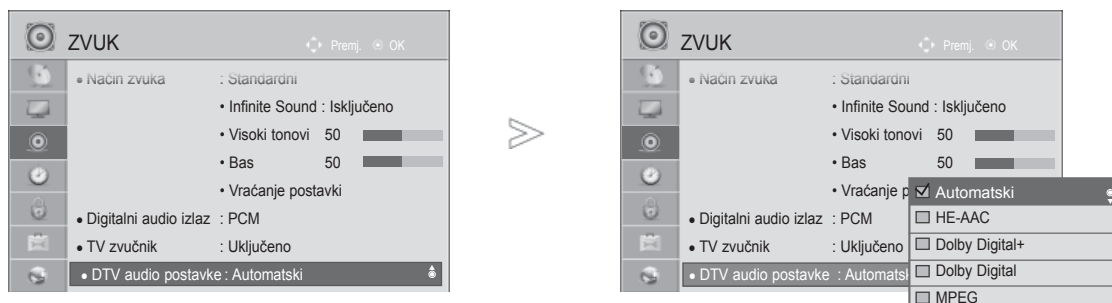 ZVUK
Premj. OK
• Način zvuka : Standardni
• Infinite Sound : Isključeno
• Visoki tonovi 50
• Bas 50
• Vraćanje postavki
• Digitalni audio izlaz : PCM
• TV zvučnik : Uključeno
• DTV audio postavke : Automatski
ZVUK
Premj. OK
• Način zvuka : Standardni
• Infinite Sound : Isključeno
• Visoki tonovi 50
• Bas 50
• Vraćanje p
• Digitalni audio izlaz : PCM
• TV zvučnik : Uključeno
• DTV audio postavke : Automatsk
Automatski
HE-AAC
Dolby Digital+
Dolby Digital
MPEG